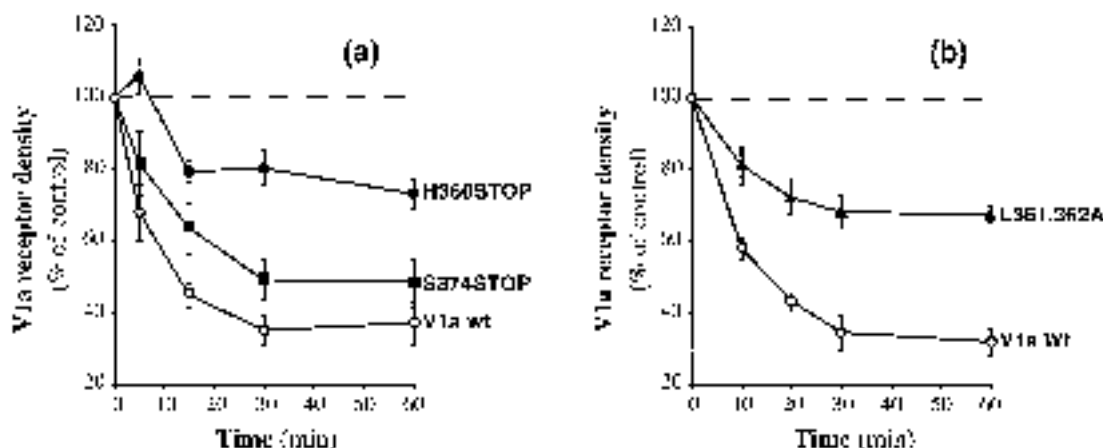 120
(a)
100
80
H360STOP
60
S374STOP
40
V1a wt
20
0 10 20 30 40 50 60
Time (min)
V1a receptor density
(% of control)
120
(b)
100
80
L361,362A
60
40
V1a Wt
20
0 10 20 30 40 50 60
Time (min)
V1a receptor density
(% of control)